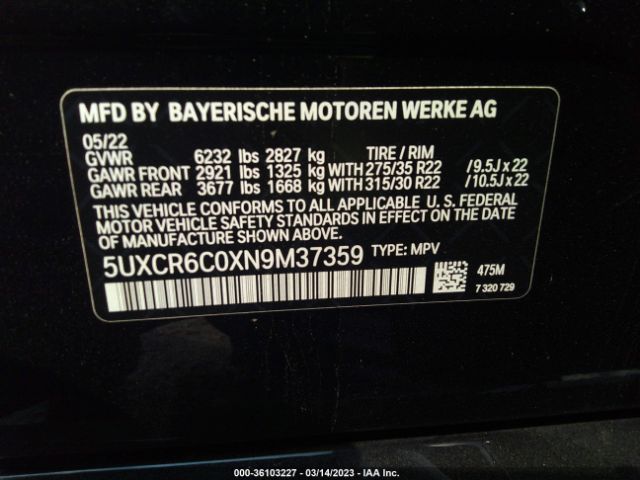 MFD BY BAYERISCHE MOTOREN WERKE AG
05/22
GVWR 6232 lbs 2827 kg TIRE / RIM
GAWR FRONT 2921 lbs 1325 kg WITH 275/35 R22 /9.5J x 22
GAWR REAR 3677 lbs 1668 kg WITH 315/30 R22 /10.5J x 22
THIS VEHICLE CONFORMS TO ALL APPLICABLE U. S. FEDERAL
MOTOR VEHICLE SAFETY STANDARDS IN EFFECT ON THE
DATE OF MANUFACTURE SHOWN ABOVE.
5UXCR6C0XN9M37359 TYPE: MPV
475M
7 320 729
000-36103227 - 03/14/2023 - IAA Inc.